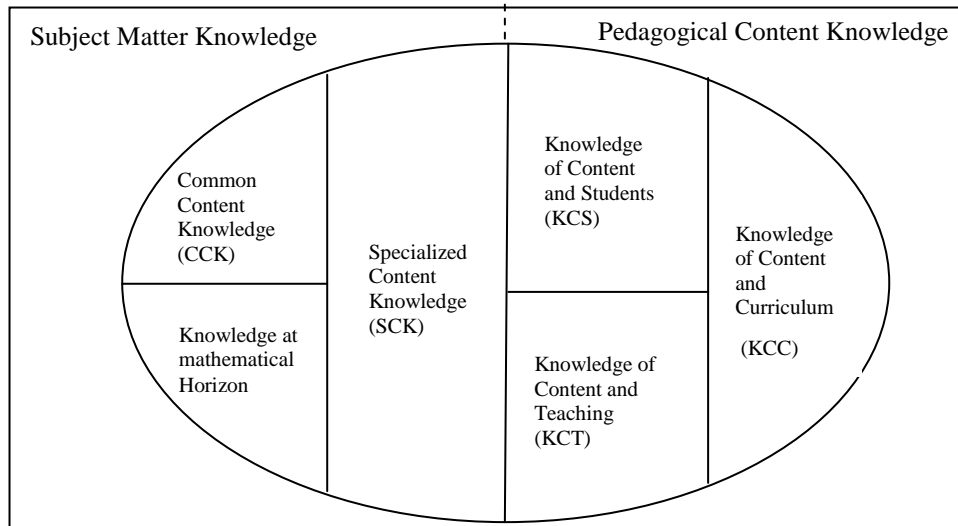 Subject Matter Knowledge
Pedagogical Content Knowledge
Common
Content
Knowledge
(CCK)
Knowledge at
mathematical
Horizon
Specialized
Content
Knowledge
(SCK)
Knowledge
of Content
and Students
(KCS)
Knowledge of
Content and
Teaching
(KCT)
Knowledge
of Content
and
Curriculum
(KCC)